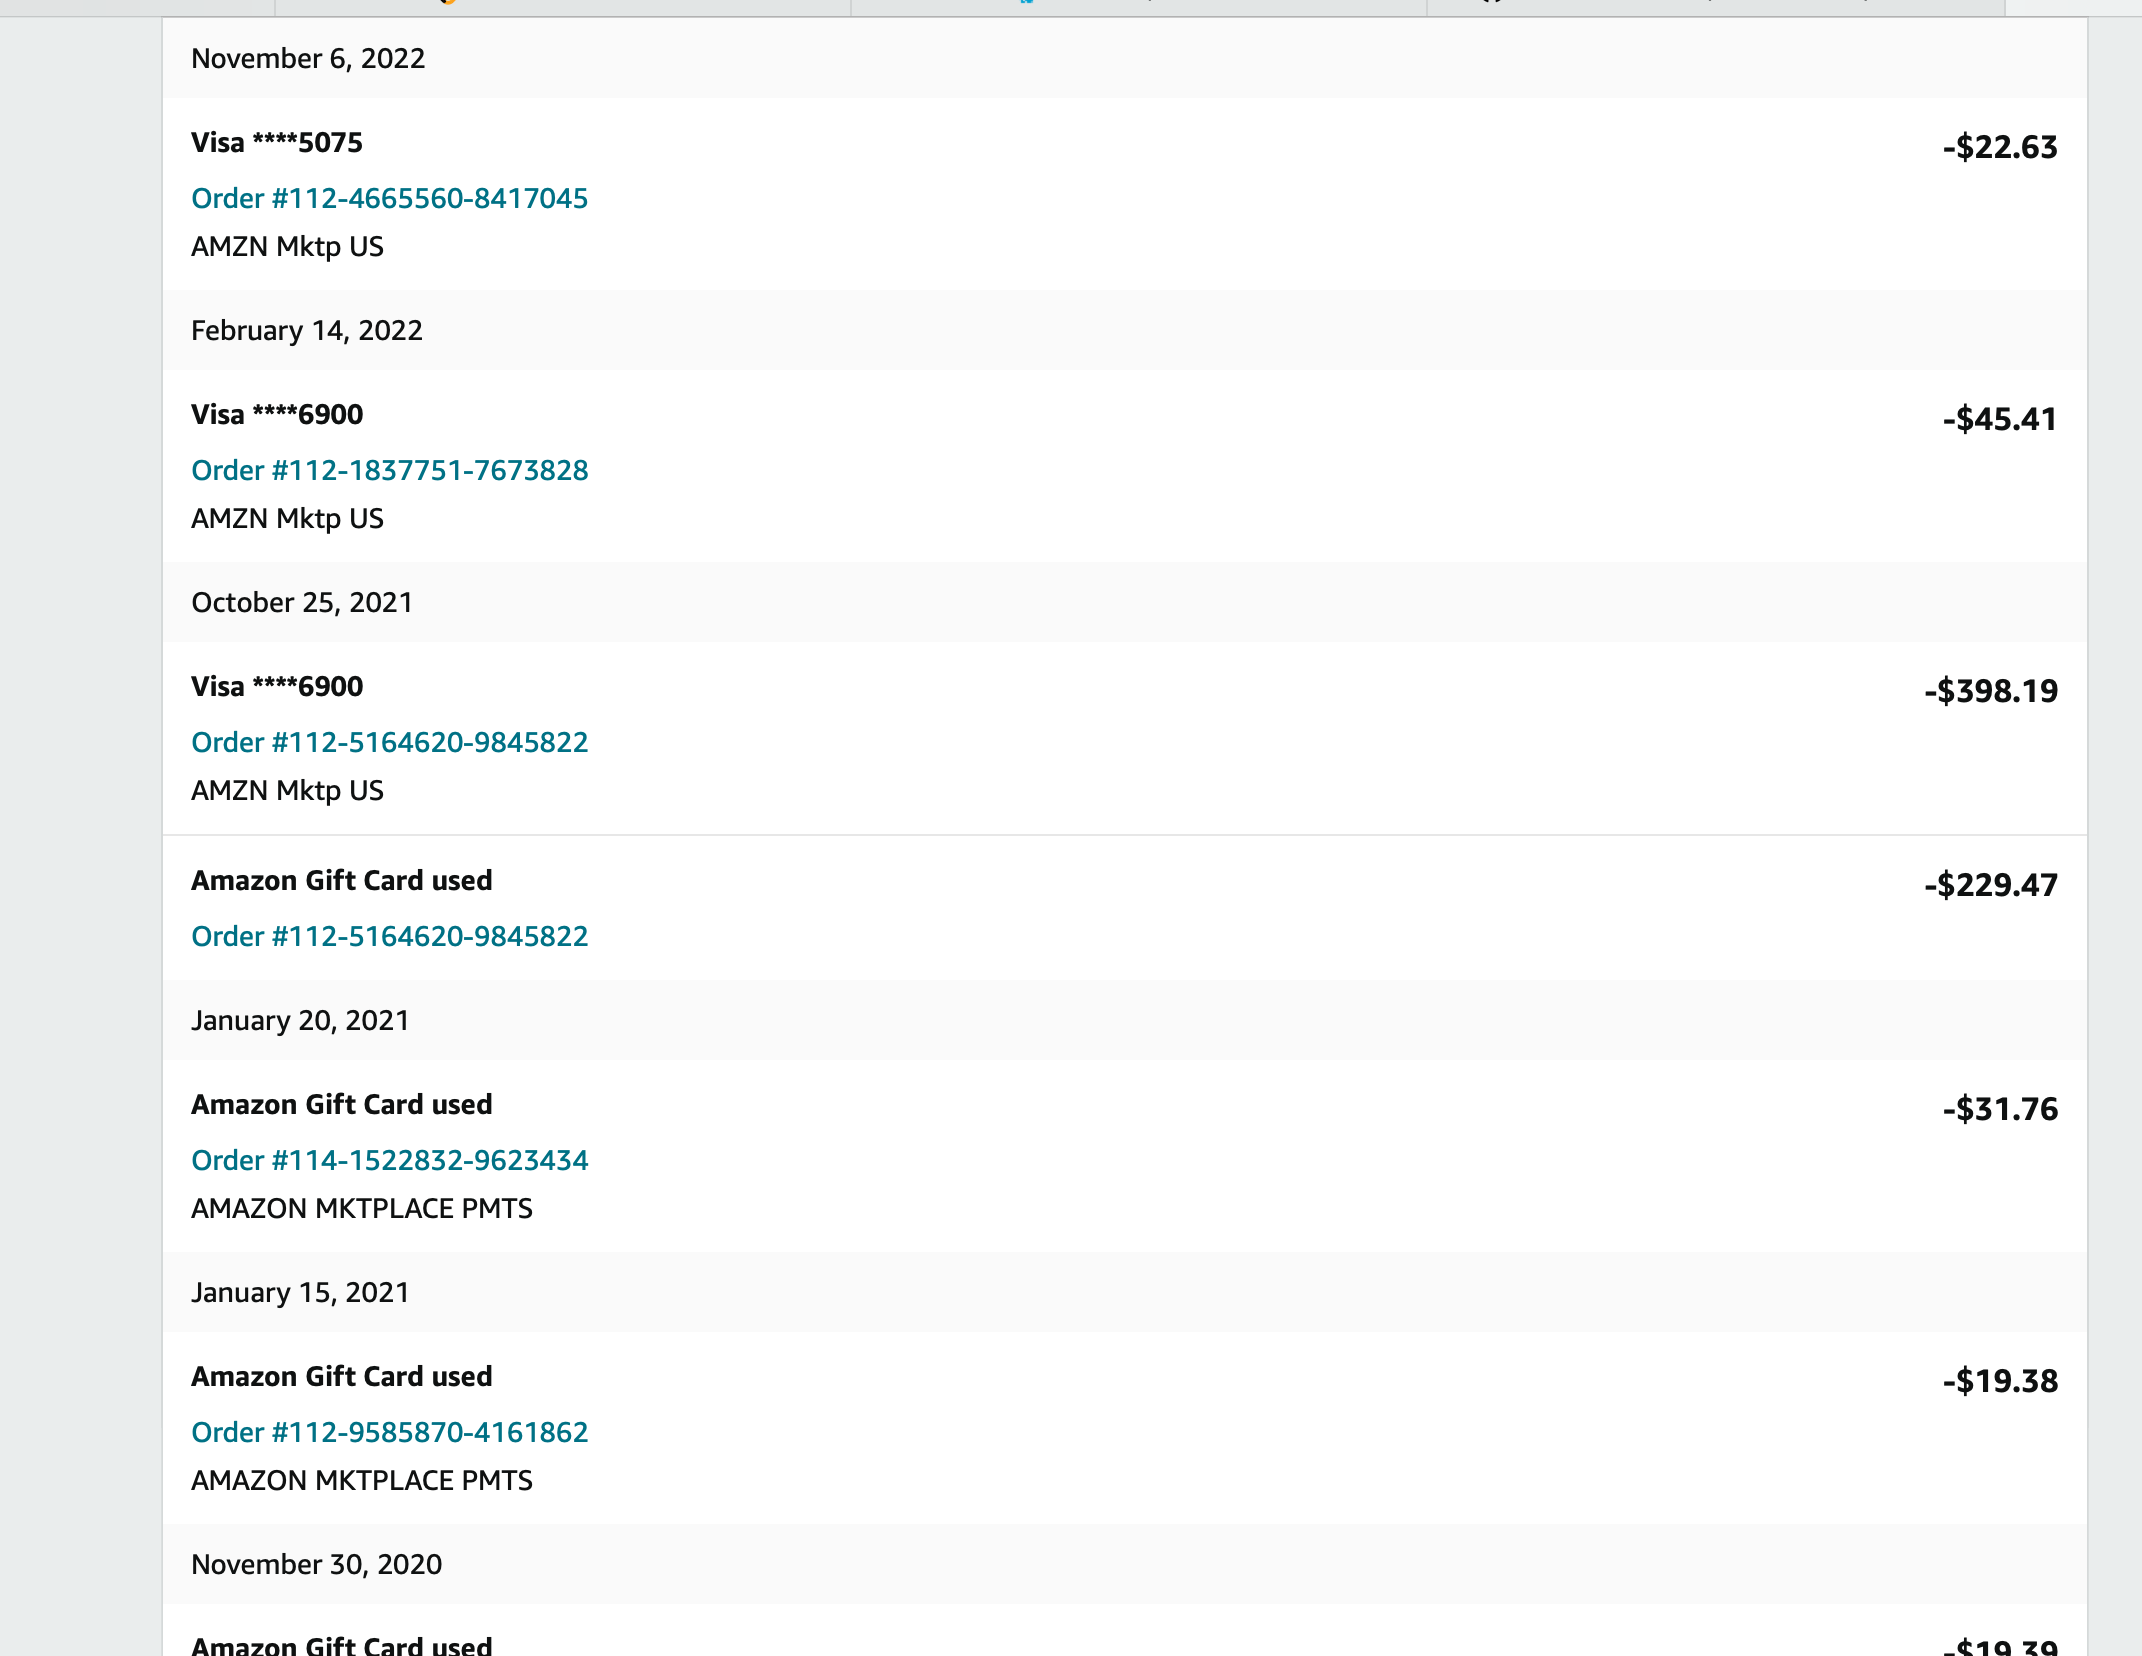 November 6, 2022
Visa ****5075
-$22.63
Order #112-4665560-8417045
AMZN Mktp US
February 14, 2022
Visa ****6900
-$45.41
Order #112-1837751-7673828
AMZN Mktp US
October 25, 2021
Visa ****6900
-$398.19
Order #112-5164620-9845822
AMZN Mktp US
Amazon Gift Card used
-$229.47
Order #112-5164620-9845822
January 20, 2021
Amazon Gift Card used
-$31.76
Order #114-1522832-9623434
AMAZON MKTPLACE PMTS
January 15, 2021
Amazon Gift Card used
-$19.38
Order #112-9585870-4161862
AMAZON MKTPLACE PMTS
November 30, 2020
Amazon Gift Card used
-$19.39